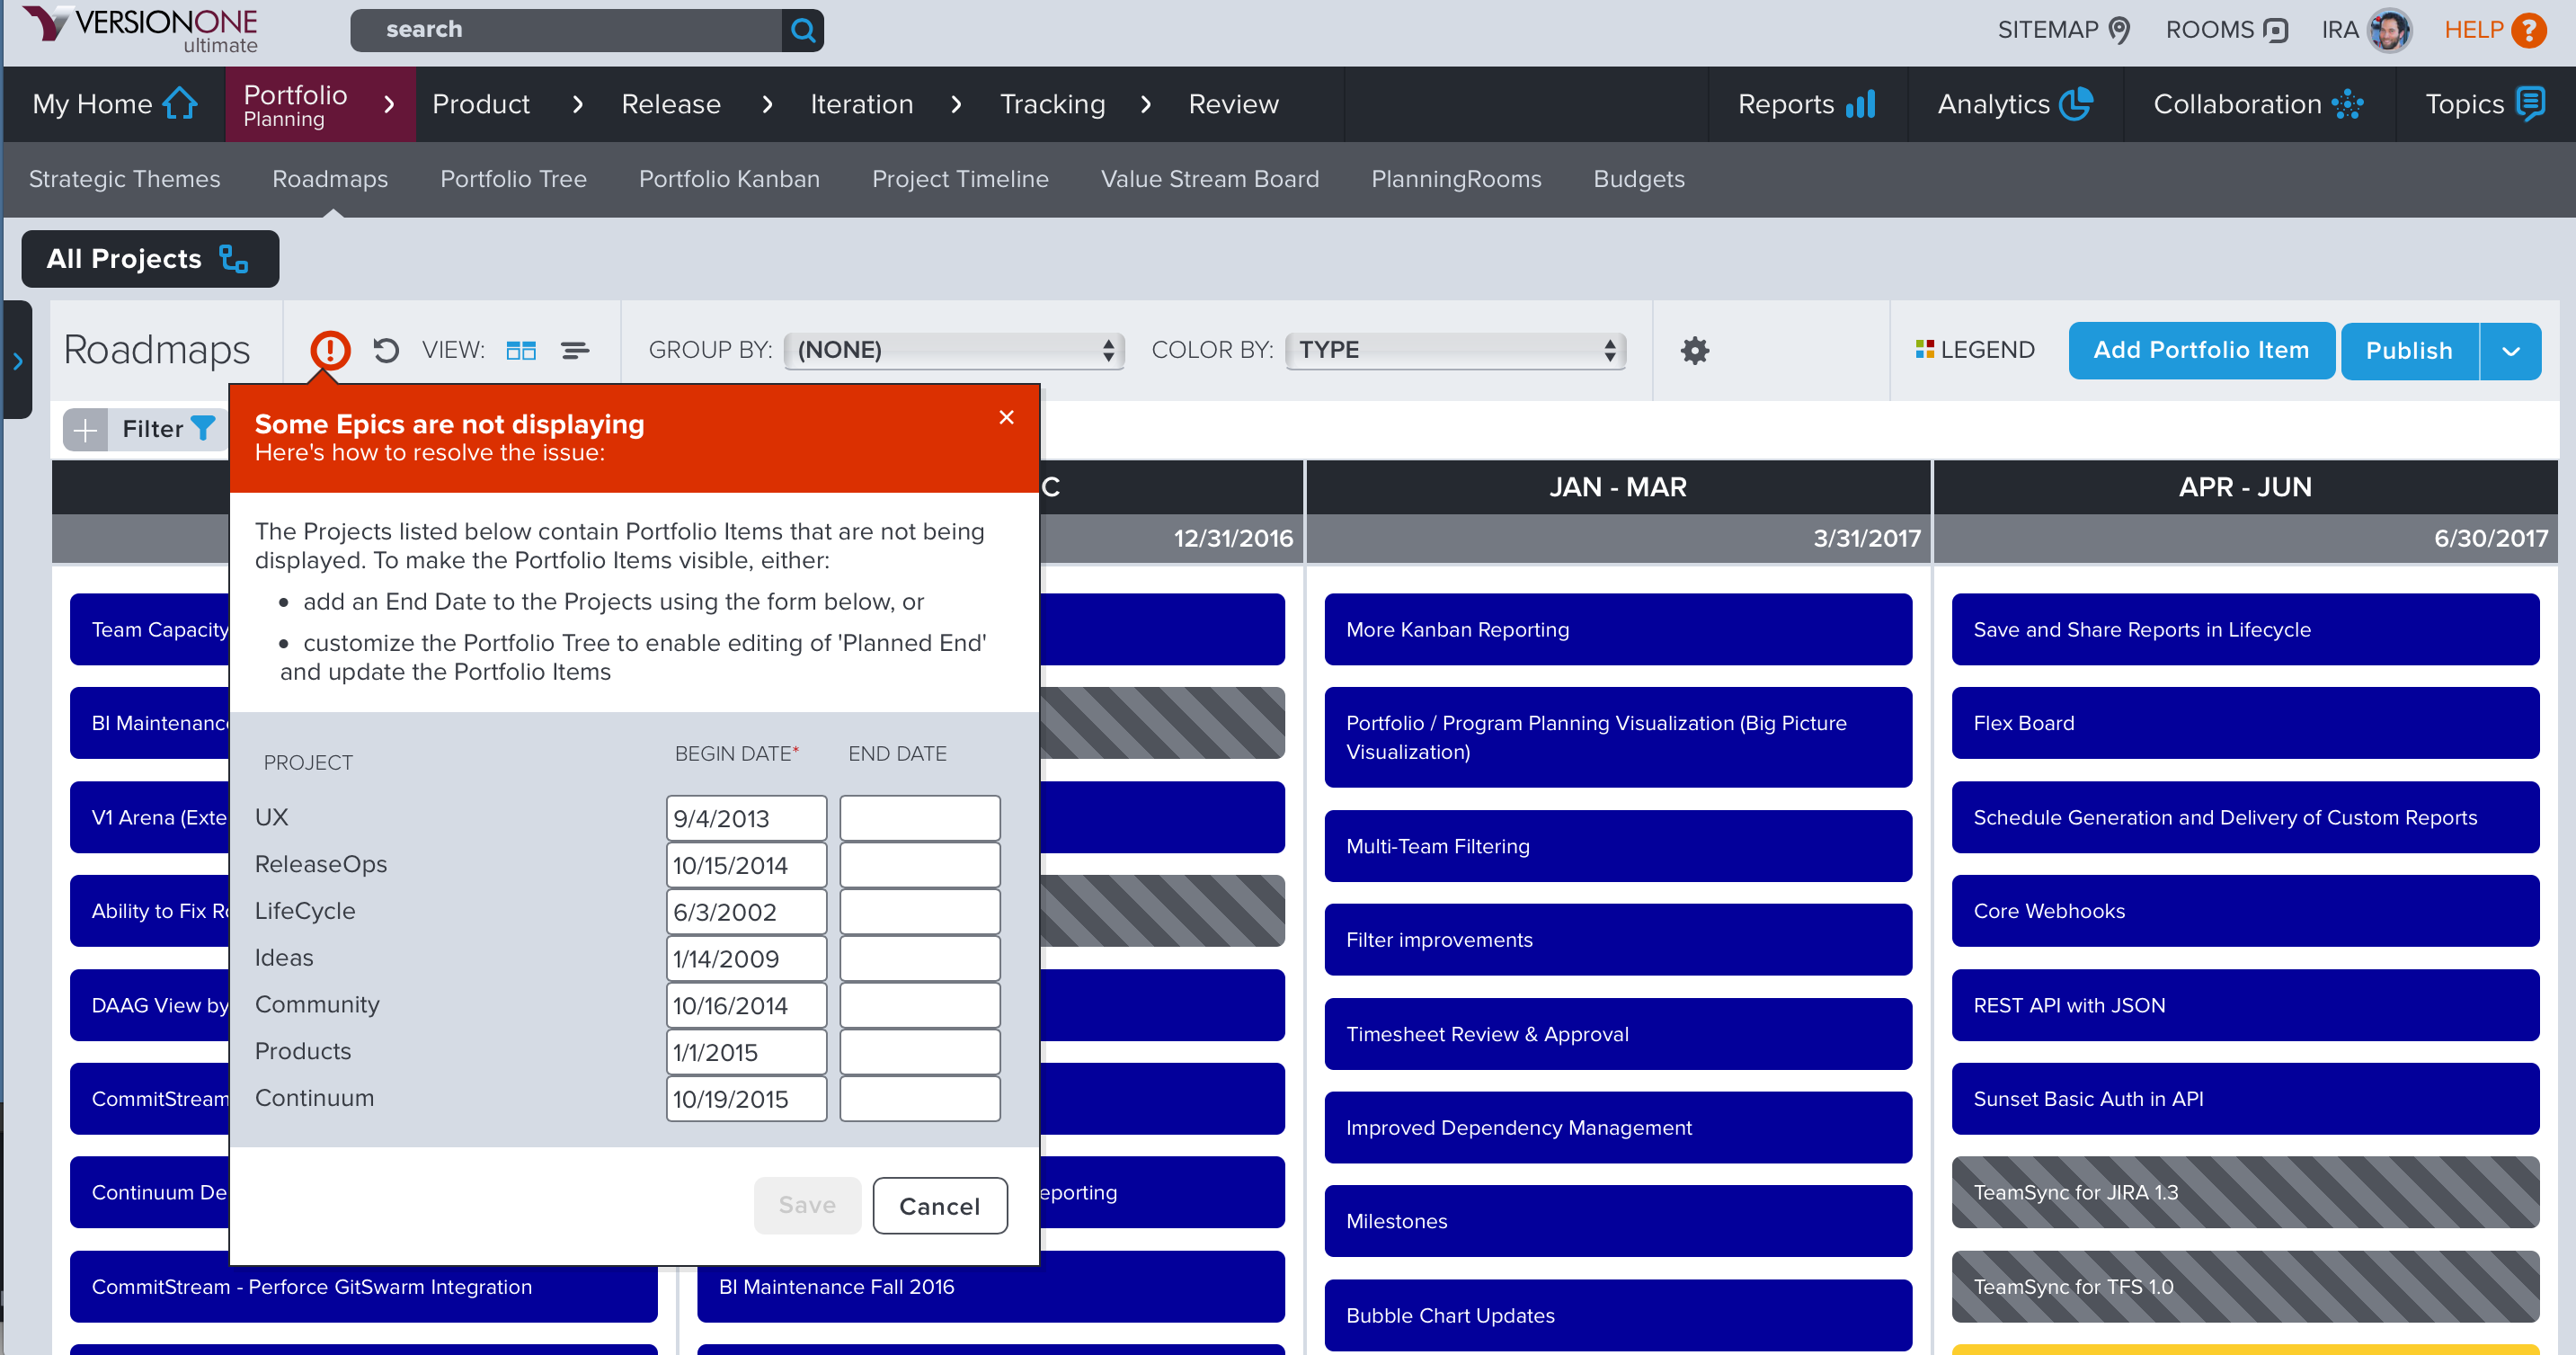 VERSIONONE
ultimate
search
SITEMAP
ROOMS
IRA
HELP ?
My Home
Portfolio
Planning
Product
Release
Iteration
Tracking
Review
Reports
Analytics
Collaboration
Topics
Strategic Themes
Roadmaps
Portfolio Tree
Portfolio Kanban
Project Timeline
Value Stream Board
PlanningRooms
Budgets
All Projects
Roadmaps
VIEW:
GROUP BY: (NONE)
COLOR BY: TYPE
LEGEND
Add Portfolio Item
Publish
Filter
Some Epics are not displaying
Here's how to resolve the issue:
The Projects listed below contain Portfolio Items that are not being
displayed. To make the Portfolio Items visible, either:
• add an End Date to the Projects using the form below, or
• customize the Portfolio Tree to enable editing of 'Planned End'
and update the Portfolio Items
PROJECT BEGIN DATE* END DATE
UX 9/4/2013
ReleaseOps 10/15/2014
LifeCycle 6/3/2002
Ideas 1/14/2009
Community 10/16/2014
Products 1/1/2015
Continuum 10/19/2015
Save
Cancel
Team Capacity
BI Maintenance
V1 Arena (Exte
Ability to Fix R
DAAG View by
CommitStream
Continuum De
CommitStream - Perforce GitSwarm Integration
C
12/31/2016
eporting
BI Maintenance Fall 2016
JAN - MAR
3/31/2017
More Kanban Reporting
Portfolio / Program Planning Visualization (Big Picture
Visualization)
Multi-Team Filtering
Filter improvements
Timesheet Review & Approval
Improved Dependency Management
Milestones
Bubble Chart Updates
APR - JUN
6/30/2017
Save and Share Reports in Lifecycle
Flex Board
Schedule Generation and Delivery of Custom Reports
Core Webhooks
REST API with JSON
Sunset Basic Auth in API
TeamSync for JIRA 1.3
TeamSync for TFS 1.0